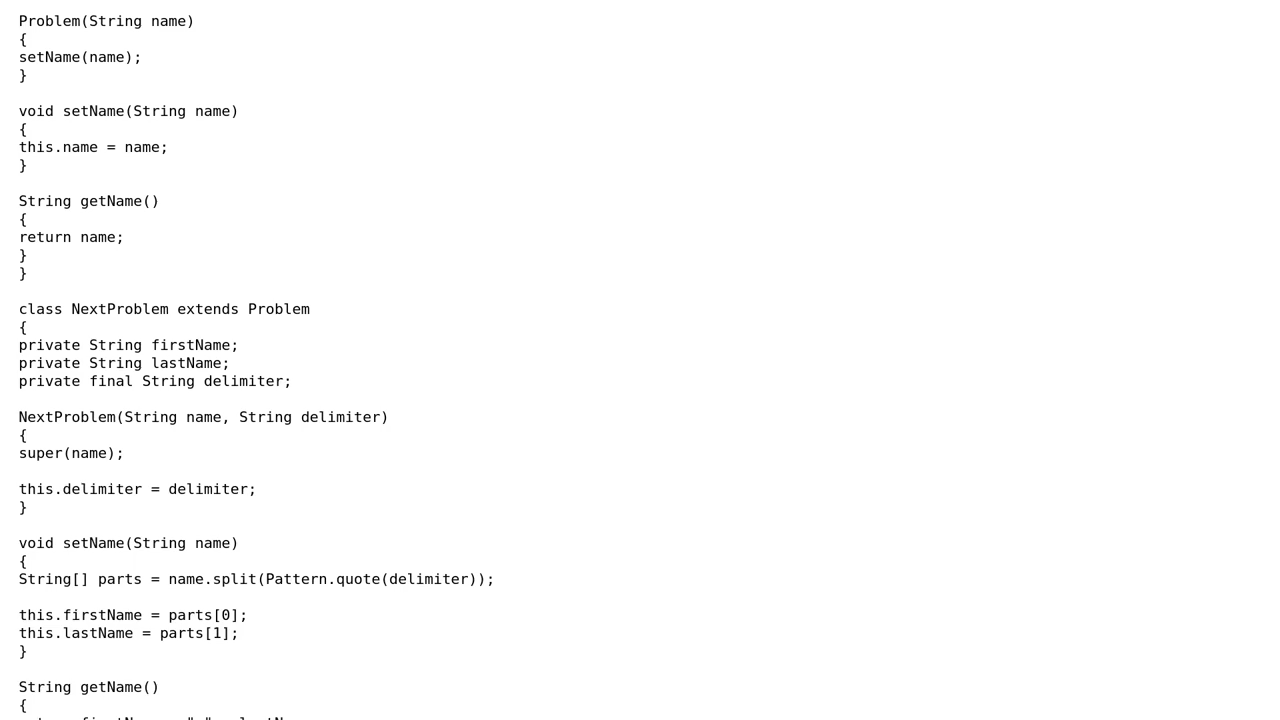 Problem(String name)
{
setName(name);
}
void setName(String name)
{
this.name = name;
}
String getName()
{
return name;
}
}
class NextProblem extends Problem
{
private String firstName;
private String lastName;
private final String delimiter;
NextProblem(String name, String delimiter)
{
super(name);
this.delimiter = delimiter;
}
void setName(String name)
{
String[] parts = name.split(Pattern.quote(delimiter));
this.firstName = parts[0];
this.lastName = parts[1];
}
String getName()
{